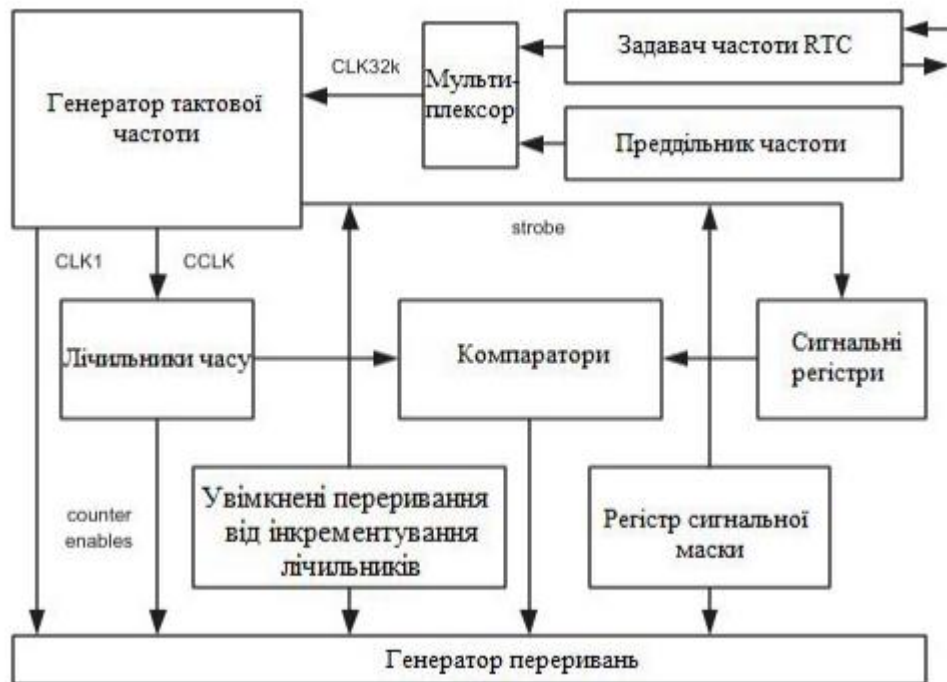 Задавач частоти RTC
CLK32k
Мульти-
плексор
Генератор тактової
частоти
Преддільник частоти
strobe
CLK1
CCLK
Лічильники часу
Компаратори
Сигнальні
регістри
counter
enables
Увімкнені переривання
від інкрементування
лічильників
Регістр сигнальної
маски
Генератор переривань